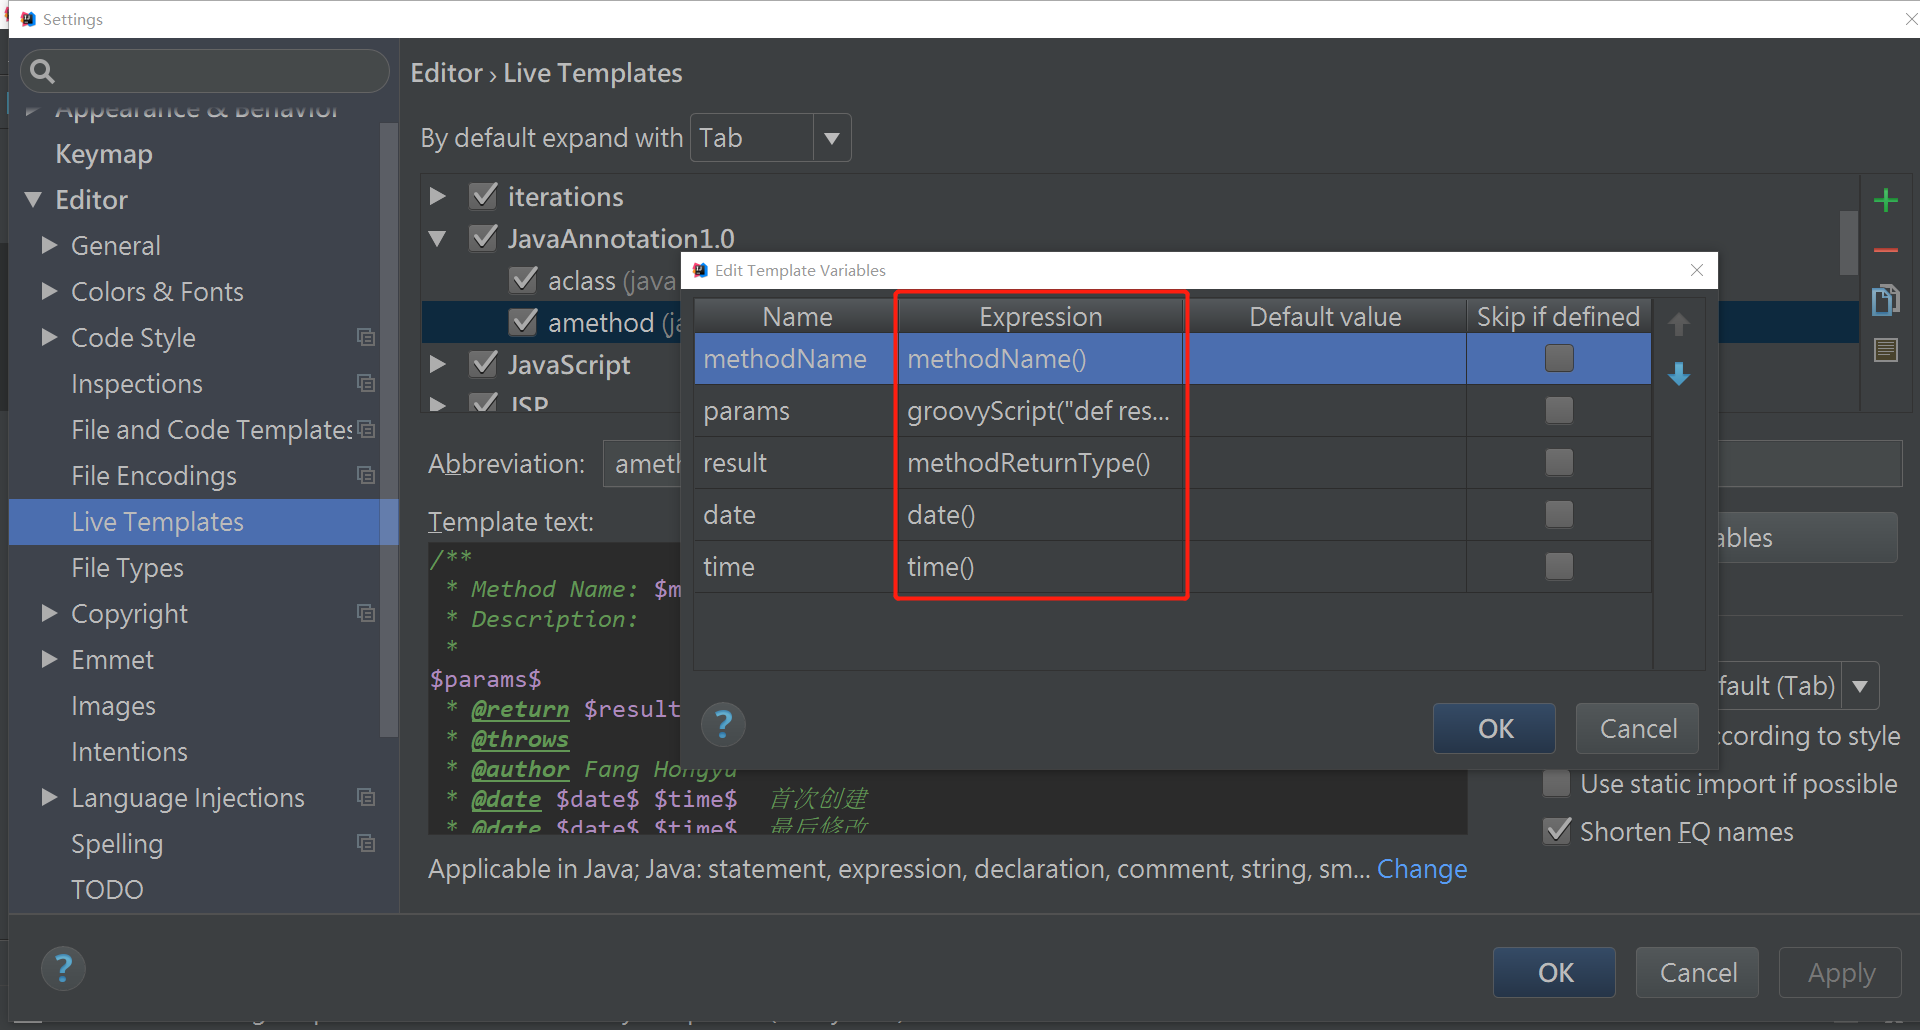 Settings
Editor › Live Templates
Appearance & Behavior
Keymap
Editor
General
Colors & Fonts
Code Style
Inspections
File and Code Templates
File Encodings
Live Templates
File Types
Copyright
Emmet
Images
Intentions
Language Injections
Spelling
TODO
By default expand with Tab
iterations
JavaAnnotation1.0
aclass (java
amethod (ja
JavaScript
JSP
Abbreviation: ameth
Template text:
/**
* Method Name: $m
* Description:
*
$params$
* @return $result
* @throws
* @author Fang Hongyu
* @date $date$ $time$ 首次创建
* @date $date$ $time$ 最后修改
Applicable in Java; Java: statement, expression, declaration, comment, string, sm... Change
Edit Template Variables
Name Expression Default value Skip if defined
methodName methodName()
params groovyScript("def res...
result methodReturnType()
date date()
time time()
? OK Cancel
ables
fault (Tab)
ccording to style
Use static import if possible
Shorten FQ names
? OK Cancel Apply